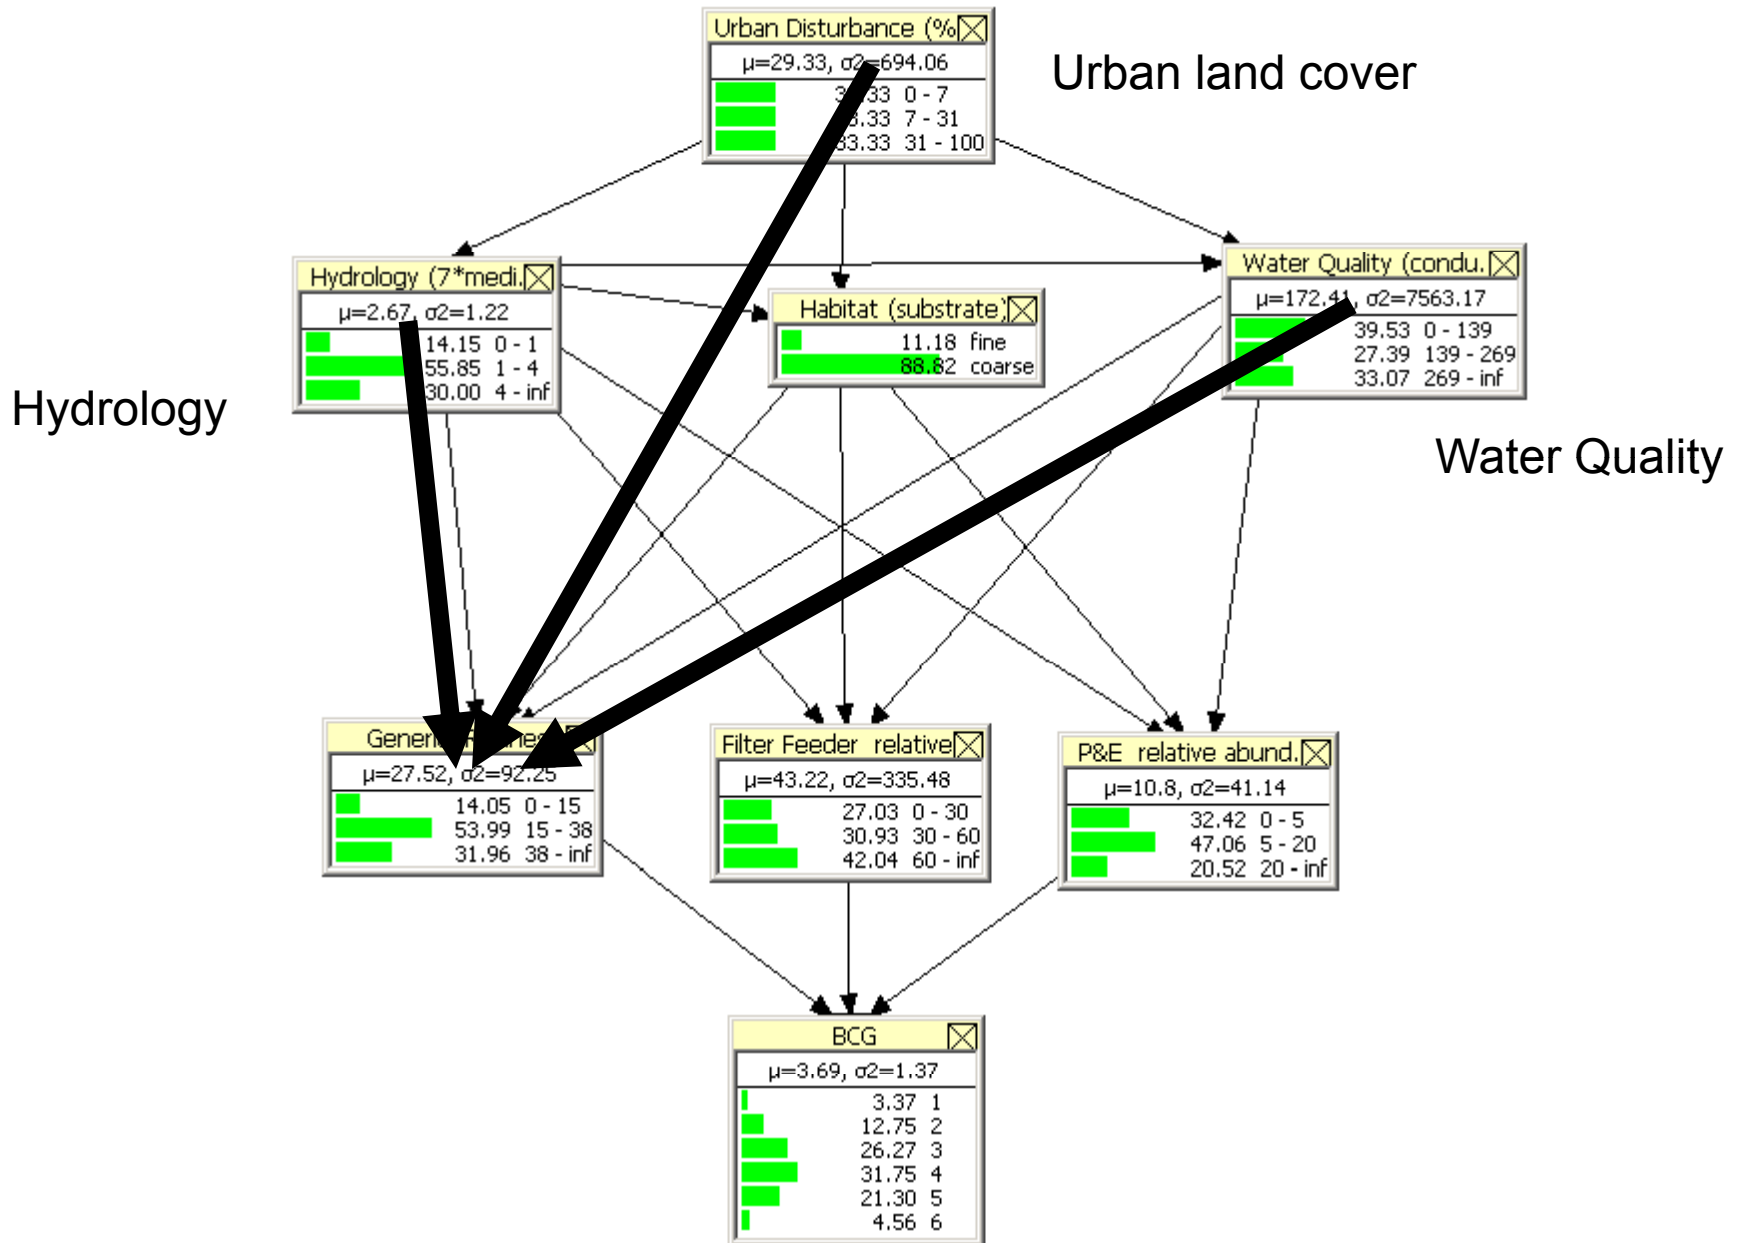 Urban Disturbance (%
μ=29.33, σ2=694.06
0 - 7
7 - 31
33.33 31 - 100
Urban land cover
Hydrology (7*medi.
μ=2.67, σ2=1.22
14.15 0 - 1
55.85 1 - 4
30.00 4 - inf
Habitat (substrate)
11.18 fine
88.82 coarse
Water Quality (condu.
μ=172.41, σ2=7563.17
39.53 0 - 139
27.39 139 - 269
33.07 269 - inf
Hydrology
Water Quality
μ=27.52, σ2=92.25
14.05 0 - 15
53.99 15 - 38
31.96 38 - inf
Filter Feeder relative
μ=43.22, σ2=335.48
27.03 0 - 30
30.93 30 - 60
42.04 60 - inf
P&E relative abund.
μ=10.8, σ2=41.14
32.42 0 - 5
47.06 5 - 20
20.52 20 - inf
BCG
μ=3.69, σ2=1.37
3.37 1
12.75 2
26.27 3
31.75 4
21.30 5
4.56 6